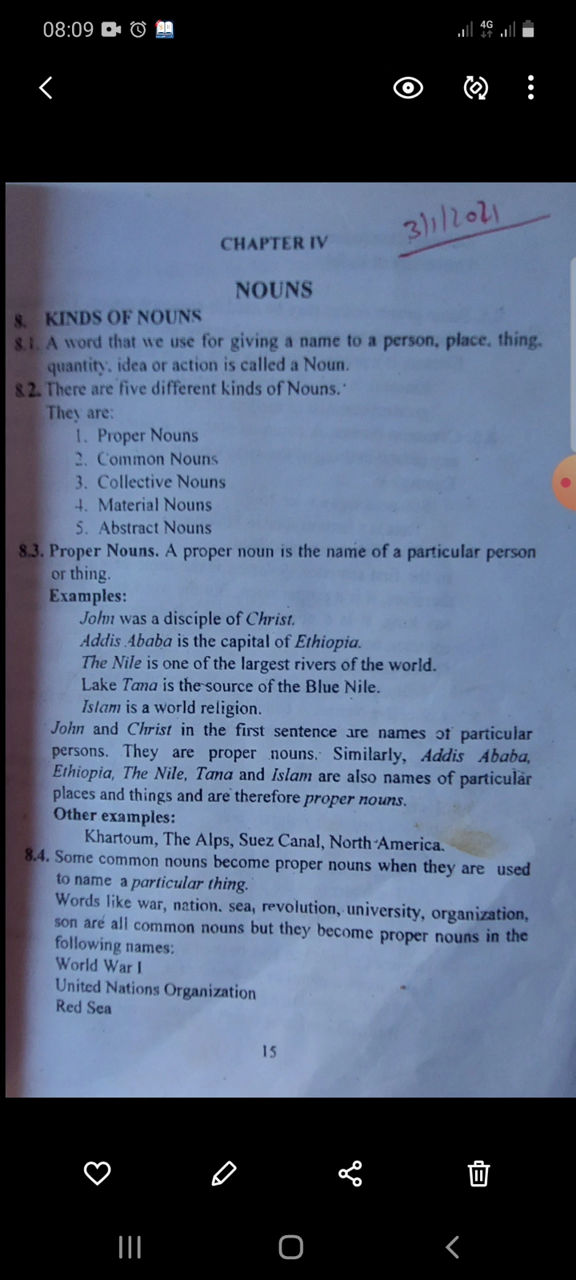 08:09
4G
3/1/2021
CHAPTER IV
NOUNS
8. KINDS OF NOUNS
8.1. A word that we use for giving a name to a person, place, thing,
quantity, idea or action is called a Noun.
8.2. There are five different kinds of Nouns.
They are:
1. Proper Nouns
2. Common Nouns
3. Collective Nouns
4. Material Nouns
5. Abstract Nouns
8.3. Proper Nouns. A proper noun is the name of a particular person
or thing.
Examples:
John was a disciple of Christ.
Addis Ababa is the capital of Ethiopia.
The Nile is one of the largest rivers of the world.
Lake Tana is the source of the Blue Nile.
Islam is a world religion.
John and Christ in the first sentence are names of particular
persons. They are proper nouns. Similarly, Addis Ababa,
Ethiopia, The Nile, Tana and Islam are also names of particular
places and things and are therefore proper nouns.
Other examples:
Khartoum, The Alps, Suez Canal, North America.
8.4. Some common nouns become proper nouns when they are used
to name a particular thing.
Words like war, nation, sea, revolution, university, organization,
son are all common nouns but they become proper nouns in the
following names:
World War I
United Nations Organization
Red Sea
15